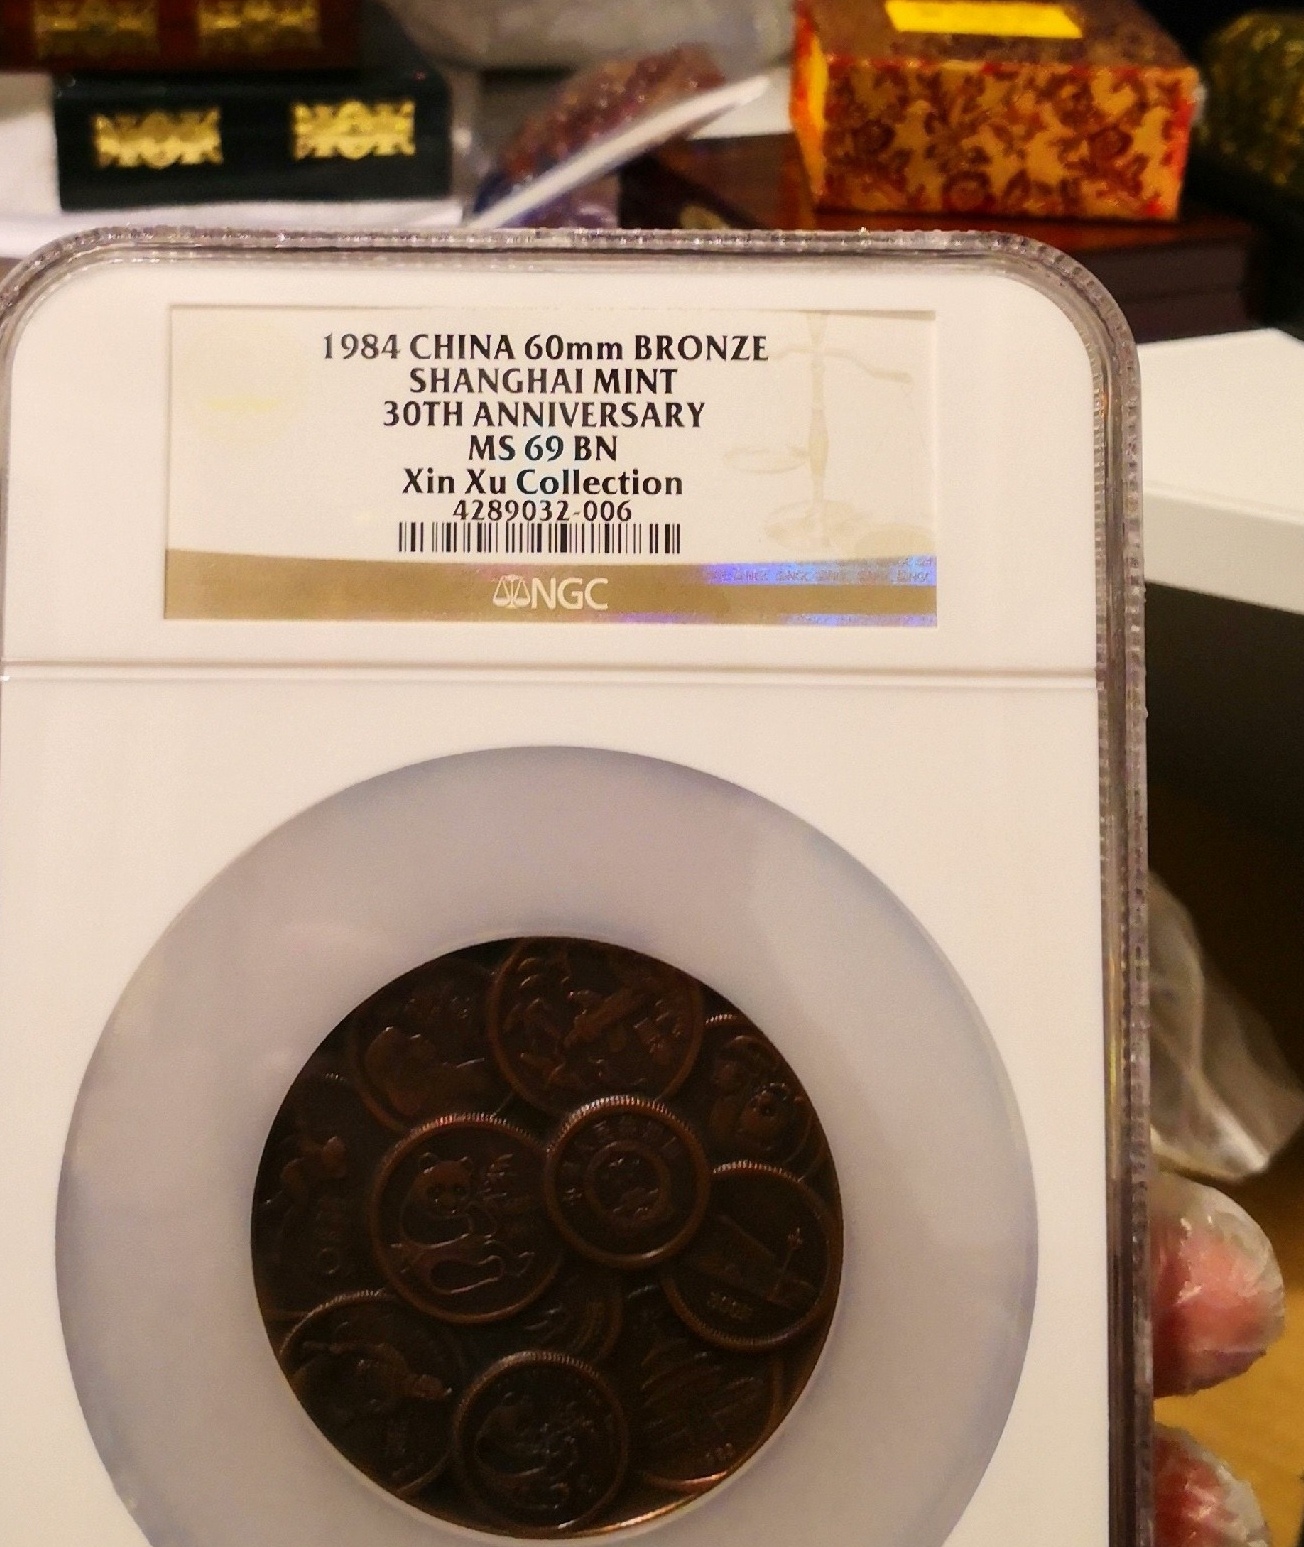 1984 CHINA 60mm BRONZE
SHANGHAI MINT
30TH ANNIVERSARY
MS 69 BN
Xin Xu Collection
4289032-006
NGC